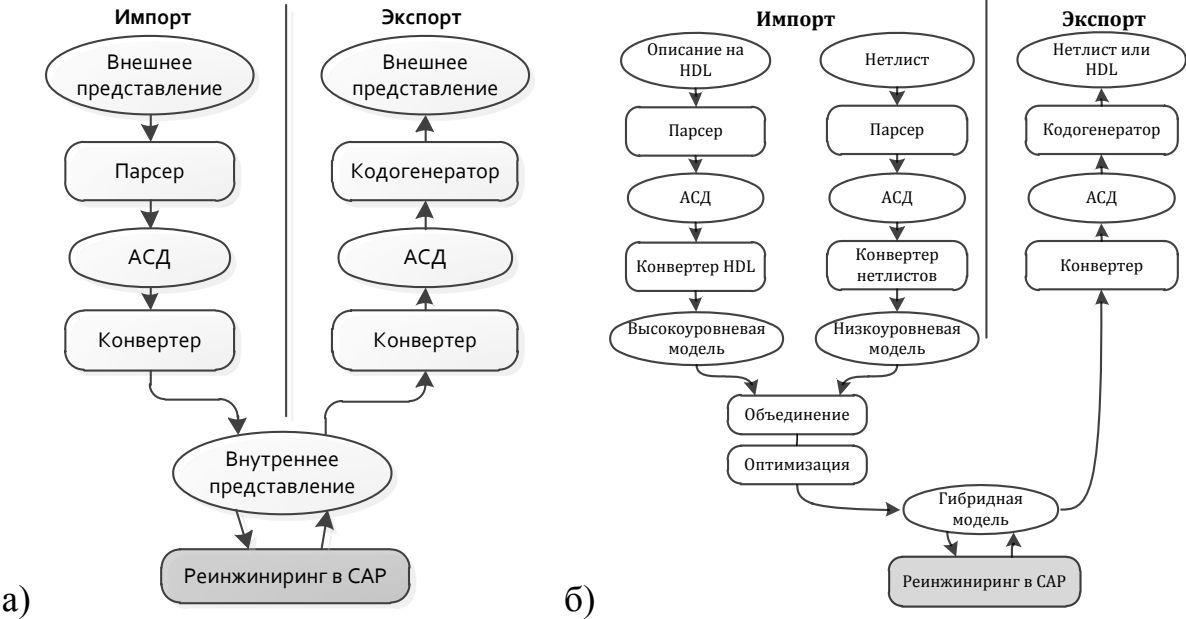 Импорт
Экспорт
Внешнее
представление
Внешнее
представление
Парсер
Кодогенератор
АСД
АСД
Конвертер
Конвертер
Внутреннее
представление
Реинжиниринг в САР
а)
Импорт
Экспорт
Описание на
HDL
Нетлист
Нетлист или
HDL
Парсер
Парсер
Кодогенератор
АСД
АСД
АСД
Конвертер HDL
Конвертер
нетлистов
Конвертер
Высокоуровневая
модель
Низкоуровневая
модель
Объединение
Оптимизация
Гибридная
модель
Реинжиниринг в САР
б)